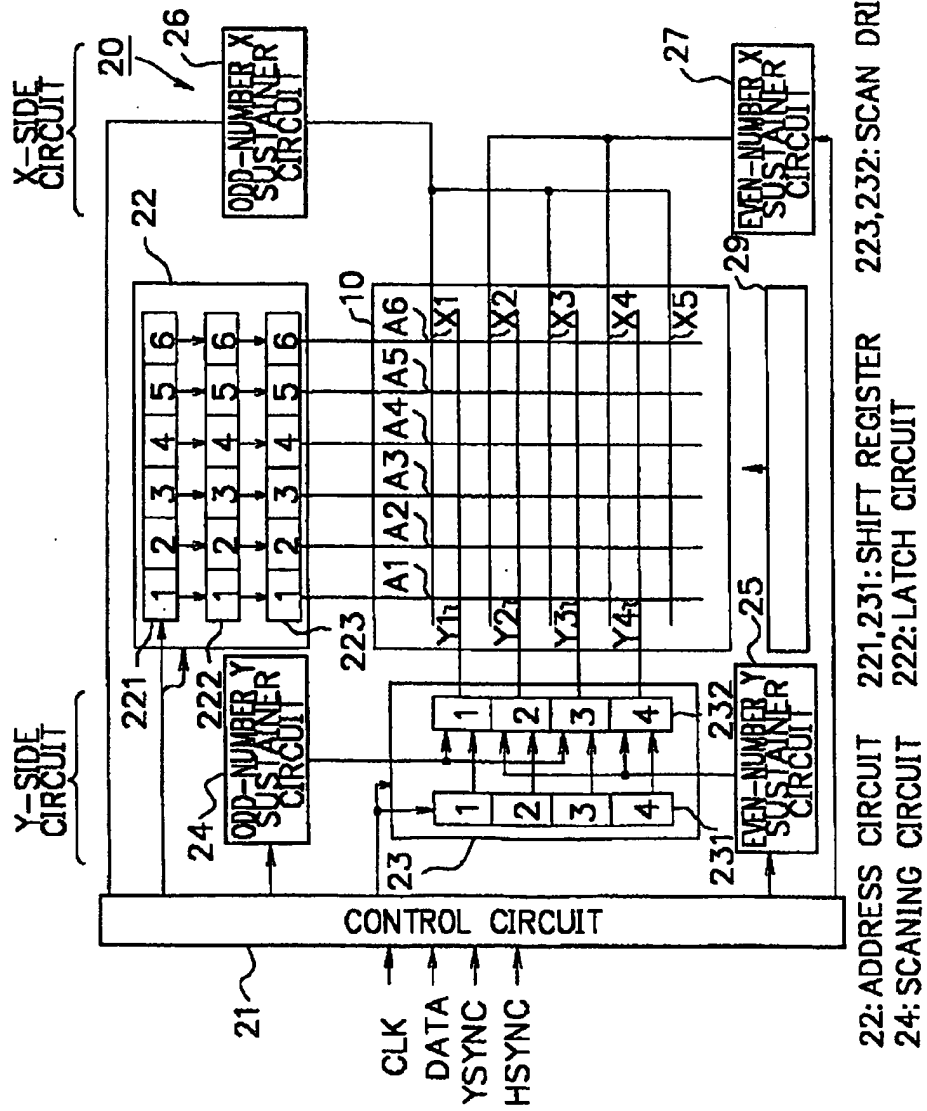 X-SIDE
CIRCUIT
20
26
ODD-NUMBER X
SUSTAINER
CIRCUIT
27
EVEN-NUMBER X
SUSTAINER
CIRCUIT
22
1 2 3 4 5 6
1 2 3 4 5 6
1 2 3 4 5 6
221
222
223
10
A1 A2 A3 A4 A5 A6
X1
X2
X3
X4
X5
Y1
Y2
Y3
Y4
29
Y-SIDE
CIRCUIT
24
ODD-NUMBER Y
SUSTAINER
CIRCUIT
1
2
3
4
232
1
2
3
4
231
23
25
EVEN-NUMBER Y
SUSTAINER
CIRCUIT
CONTROL CIRCUIT
21
CLK
DATA
YSYNC
HSYNC
22: ADDRESS CIRCUIT 221,231: SHIFT REGISTER 223,232: SCAN DRI
24: SCANING CIRCUIT 222: LATCH CIRCUIT